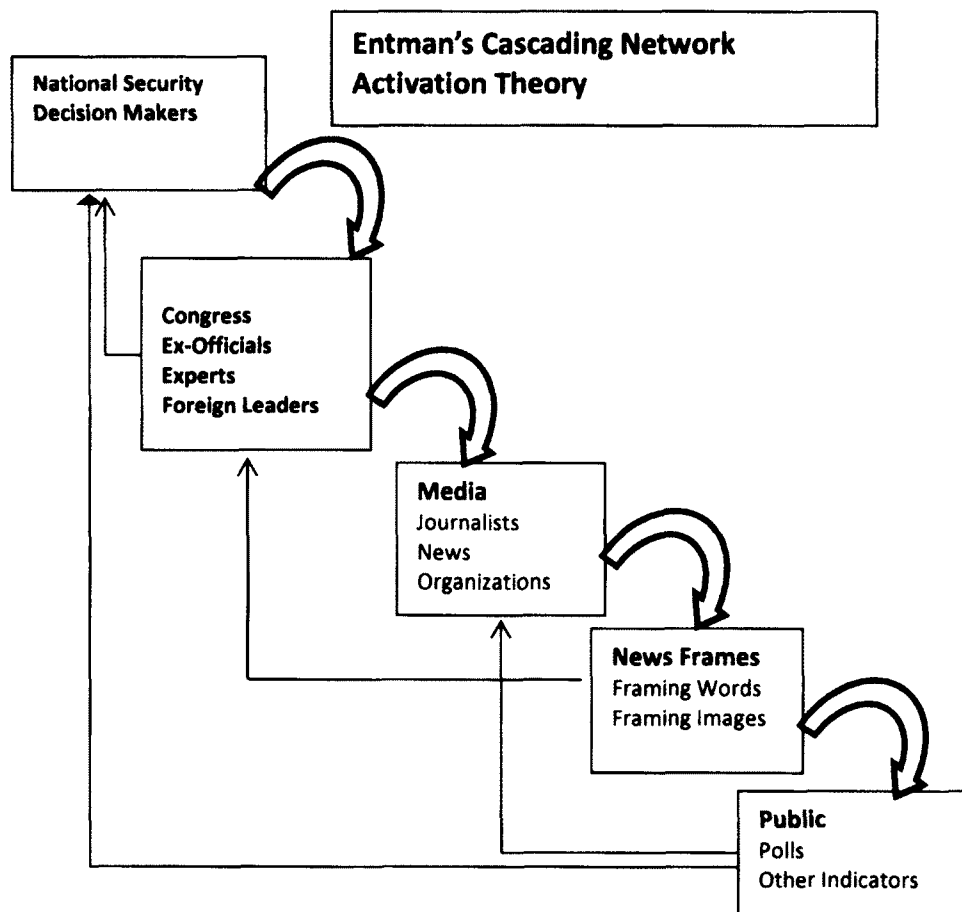 Entman's Cascading Network
Activation Theory
National Security
Decision Makers
Congress
Ex-Officials
Experts
Foreign Leaders
Media
Journalists
News
Organizations
News Frames
Framing Words
Framing Images
Public
Polls
Other Indicators